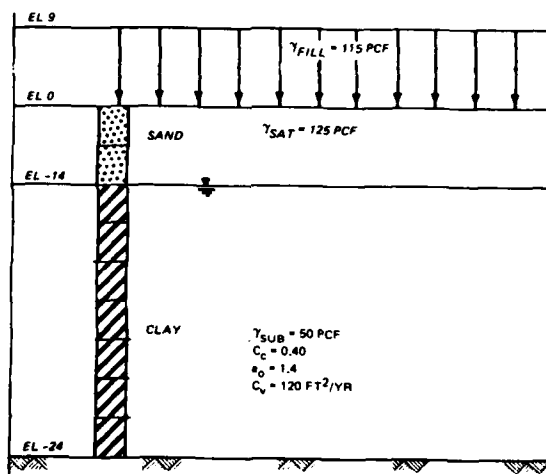 EL 9
γFILL = 115 PCF
EL 0
SAND
γSAT = 125 PCF
EL -14
CLAY
γSUB = 50 PCF
Cc = 0.40
eo = 1.4
Cv = 120 FT²/YR
EL -24